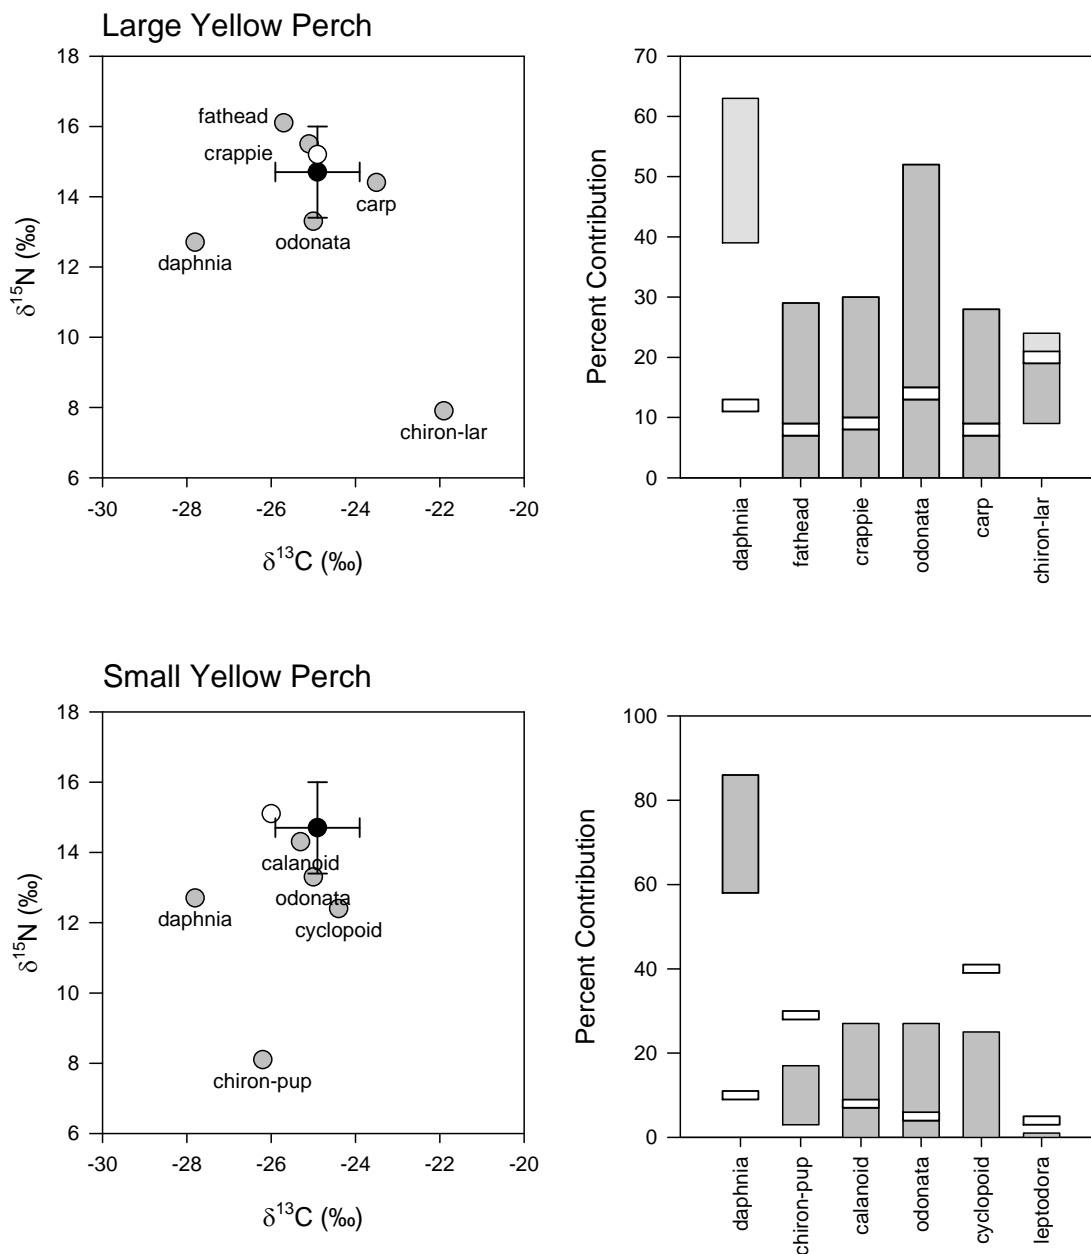 Large Yellow Perch
18
16
14
12
10
8
6
δ15N (‰)
fathead
crappie
carp
odonata
daphnia
chiron-lar
-30
-28
-26
-24
-22
-20
δ13C (‰)
70
60
50
40
30
20
10
0
Percent Contribution
daphnia
fathead
crappie
odonata
carp
chiron-lar
Small Yellow Perch
18
16
14
12
10
8
6
δ15N (‰)
calanoid
odonata
daphnia
cyclopoid
chiron-pup
-30
-28
-26
-24
-22
-20
δ13C (‰)
100
80
60
40
20
0
Percent Contribution
daphnia
chiron-pup
calanoid
odonata
cyclopoid
leptodora